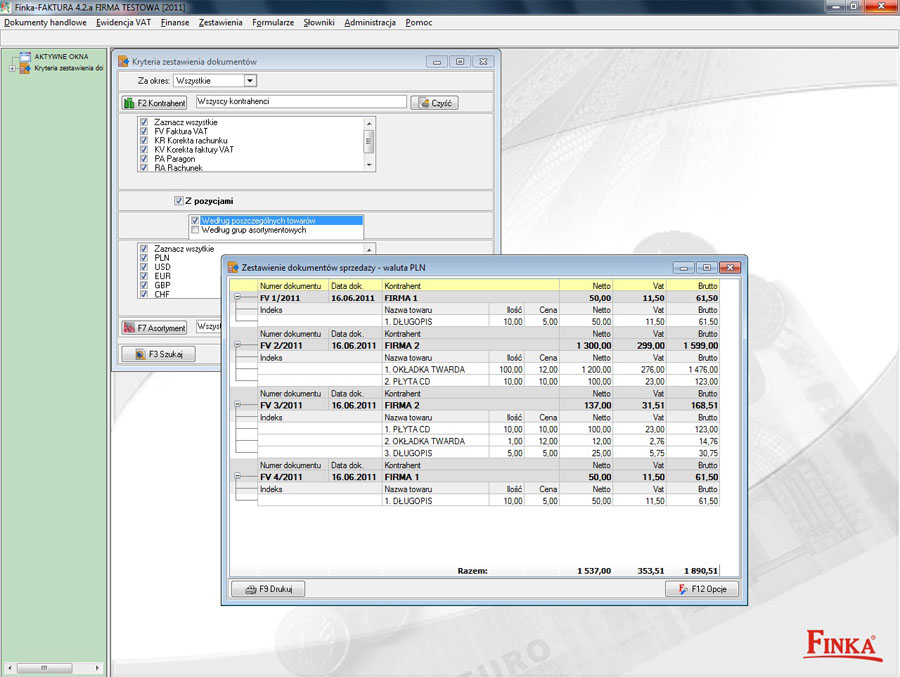 Finka-FAKTURA 4.2.a FIRMA TESTOWA [2011]
Dokumenty handlowe Ewidencja VAT Finanse Zestawienia Formularze Słowniki Administracja Pomoc
AKTYWNE OKNA
Kryteria zestawienia do
Kryteria zestawienia dokumentów
Za okres: Wszystkie
F2 Kontrahent Wszyscy kontrahenci Czyść
Zaznacz wszystkie
FV Faktura VAT
KR Korekta rachunku
KV Korekta faktury VAT
PA Paragon
RA Rachunek
Z pozycjami
Według poszczególnych towarów
Według grup asortymentowych
Zaznacz wszytkie
PLN
USD
EUR
GBP
CHF
F7 Asortyment Wszyst
F3 Szukaj
Zestawienie dokumentów sprzedaży - waluta PLN
Numer dokumentu Data dok. Kontrahent Netto Vat Brutto
FV 1/2011 16.06.2011 FIRMA 1 50,00 11,50 61,50
Indeks Nazwa towaru Ilość Cena Netto Vat Brutto
1. DŁUGOPIS 10,00 5,00 50,00 11,50 61,50
Numer dokumentu Data dok. Kontrahent Netto Vat Brutto
FV 2/2011 16.06.2011 FIRMA 2 1 300,00 299,00 1 599,00
Indeks Nazwa towaru Ilość Cena Netto Vat Brutto
1. OKŁADKA TWARDA 100,00 12,00 1 200,00 276,00 1 476,00
2. PŁYTA CD 10,00 10,00 100,00 23,00 123,00
Numer dokumentu Data dok. Kontrahent Netto Vat Brutto
FV 3/2011 16.06.2011 FIRMA 2 137,00 31,51 168,51
Indeks Nazwa towaru Ilość Cena Netto Vat Brutto
1. PŁYTA CD 10,00 10,00 100,00 23,00 123,00
2. OKŁADKA TWARDA 1,00 12,00 12,00 2,76 14,76
3. DŁUGOPIS 5,00 5,00 25,00 5,75 30,75
Numer dokumentu Data dok. Kontrahent Netto Vat Brutto
FV 4/2011 16.06.2011 FIRMA 1 50,00 11,50 61,50
Indeks Nazwa towaru Ilość Cena Netto Vat Brutto
1. DŁUGOPIS 10,00 5,00 50,00 11,50 61,50
Razem: 1 537,00 353,51 1 890,51
F9 Drukuj F12 Opcje
EURO
FINKA®